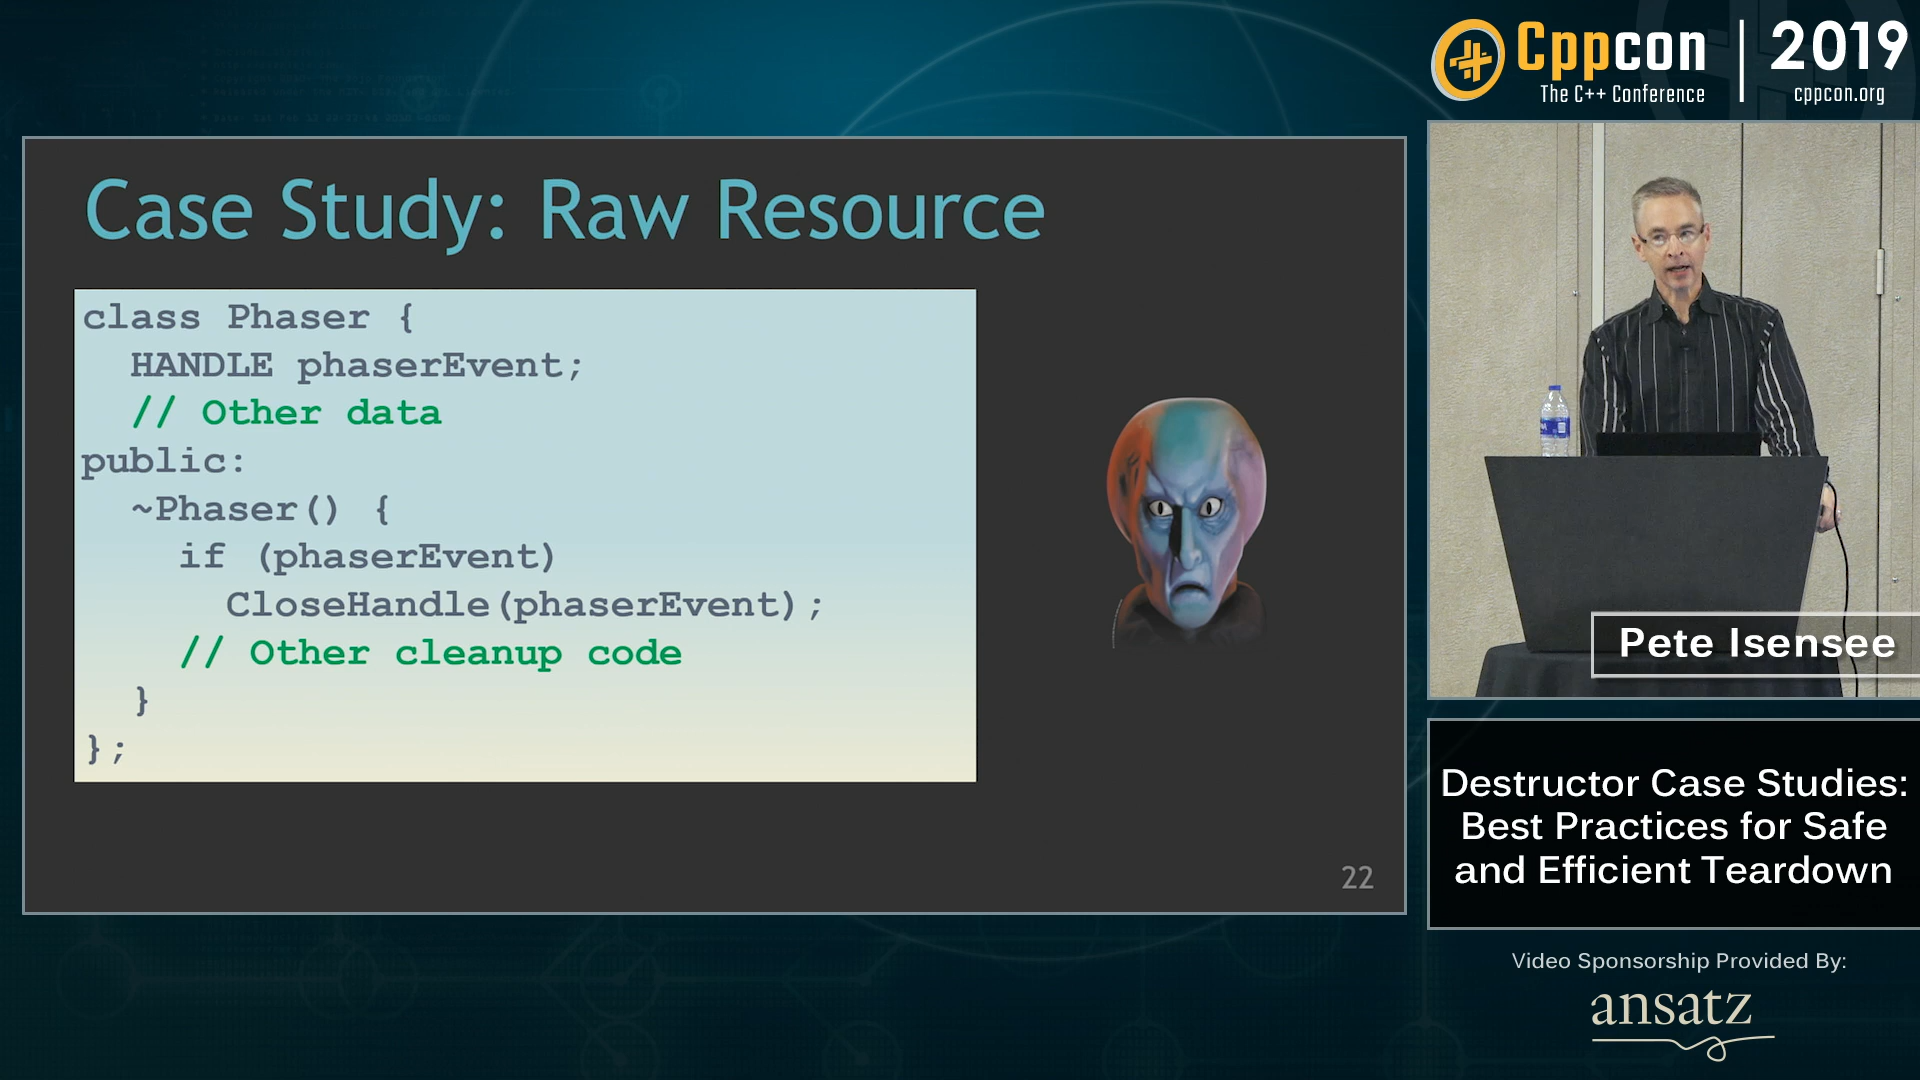 Cppcon | 2019
The C++ Conference
cppcon.org
Case Study: Raw Resource
class Phaser {
HANDLE phaserEvent;
// Other data
public:
~Phaser() {
if (phaserEvent)
CloseHandle(phaserEvent);
// Other cleanup code
}
};
22
Pete Isensee
Destructor Case Studies:
Best Practices for Safe
and Efficient Teardown
Video Sponsorship Provided By:
ansatz